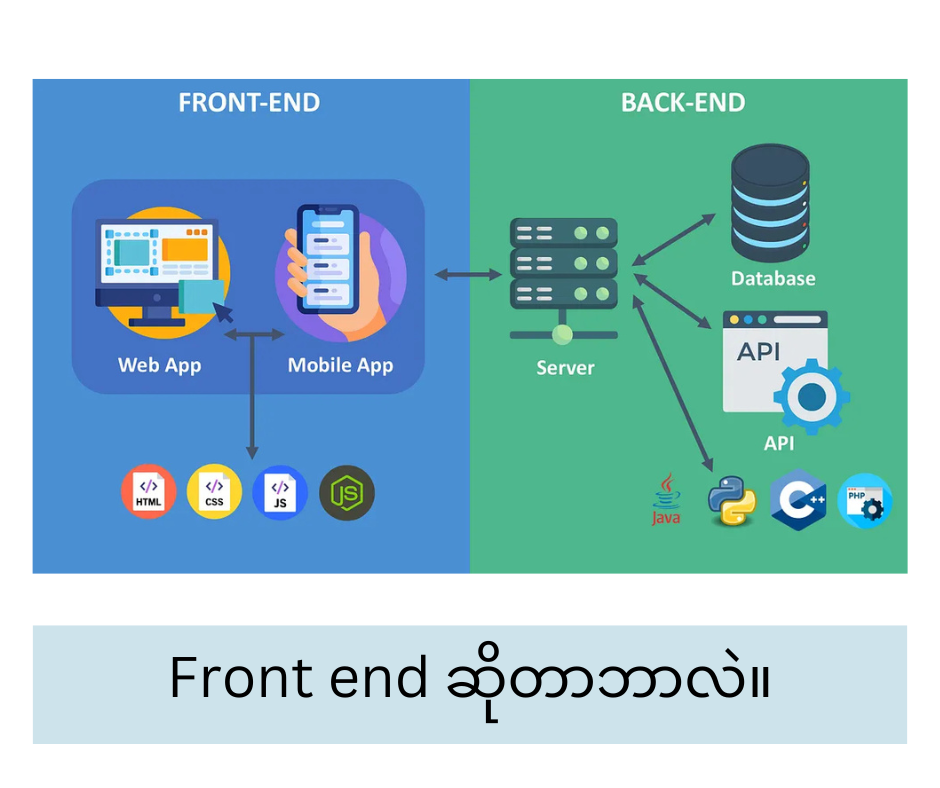 FRONT-END
BACK-END
Web App
Mobile App
HTML
CSS
JS
JS
Server
Database
API
API
Java
C++
PHP
Front end ဆိုတာဘာလဲ။